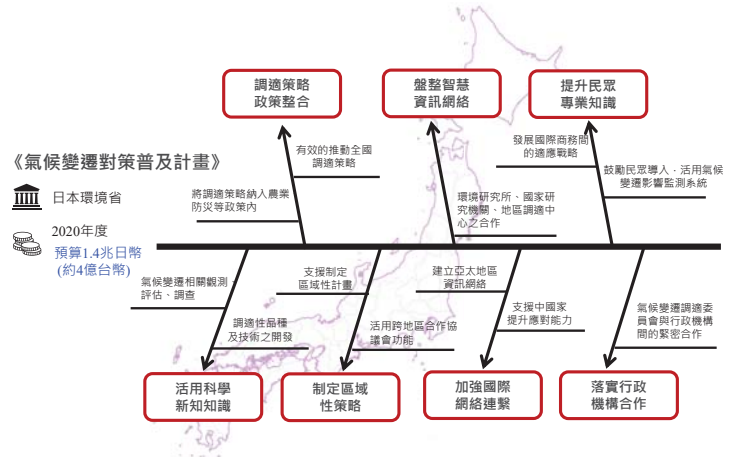 調適策略
政策整合
盤整智慧
資訊網絡
提升民眾
專業知識
《氣候變遷對策普及計畫》
日本環境省
2020年度
預算1.4兆日幣
(約4億台幣)
有效的推動全國
調適策略
將調適策略納入農業
防災等政策內
環境研究所、國家研
究機關、地區調適中
心之合作
發展國際商務間
的適應戰略
鼓勵民眾導入、活用氣候
變遷影響監測系統
氣候變遷相關觀測、
評估、調查
調適性品種
及技術之開發
支援制定
區域性計畫
活用跨地區合作協
議會功能
建立亞太地區
資訊網絡
支援中國家
提升應對能力
氣候變遷調適委
員會與行政機構
間的緊密合作
活用科學
新知知識
制定區域
性策略
加強國際
網絡連繫
落實行政
機構合作